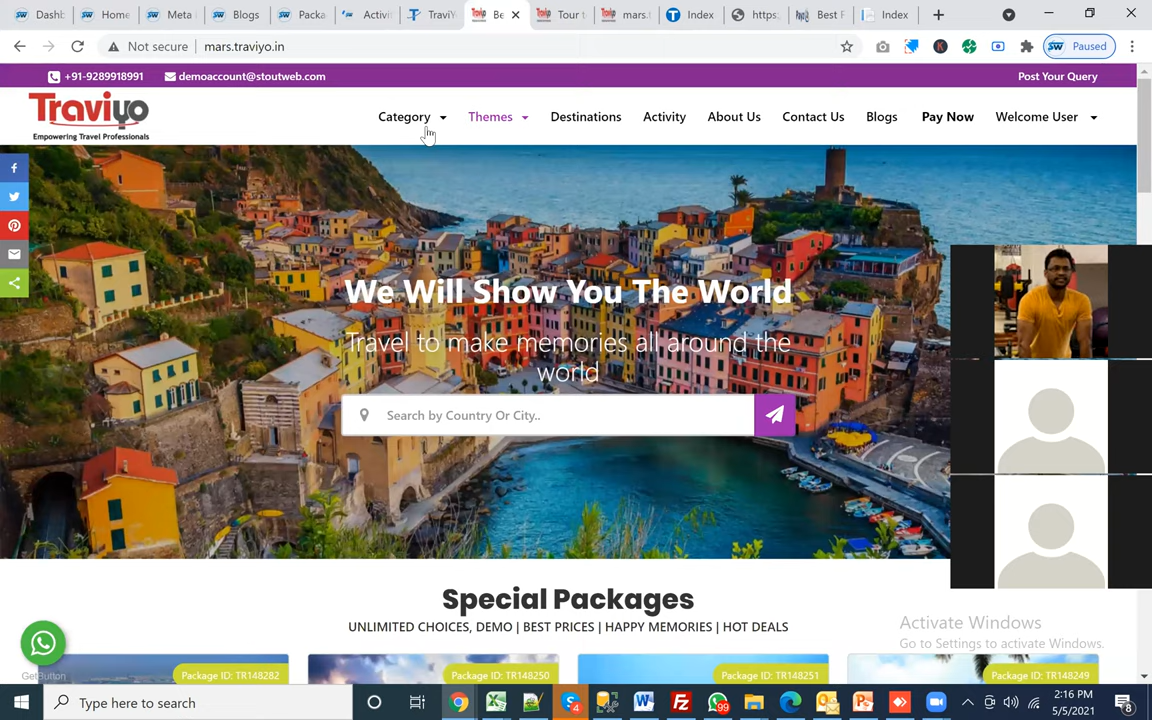 Dashb
Home
Meta
Blogs
Packa
Activi
TraviY
Be
Tour t
mars.t
Index
https:
Best F
Index
Not secure
mars.traviyo.in
Paused
+91-9289918991
demoaccount@stoutweb.com
Post Your Query
Traviyo
Empowering Travel Professionals
Category
Themes
Destinations
Activity
About Us
Contact Us
Blogs
Pay Now
Welcome User
We Will Show You The World
Travel to make memories all around the
world
Search by Country Or City..
Special Packages
UNLIMITED CHOICES, DEMO | BEST PRICES | HAPPY MEMORIES | HOT DEALS
Activate Windows
Go to Settings to activate Windows.
Package ID: TR148282
Package ID: TR148250
Package ID: TR148251
Package ID: TR148249
GetButton
Type here to search
4
99
2:16 PM
5/5/2021
8